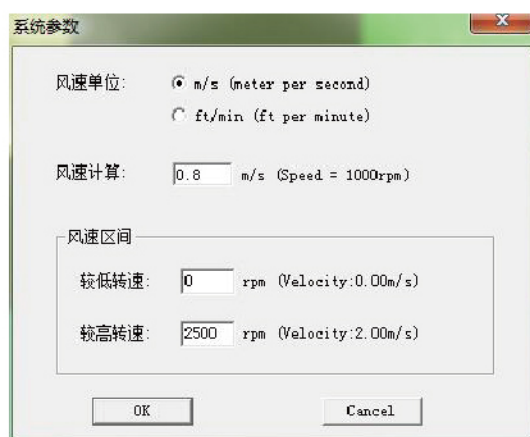 系统参数
风速单位:
m/s (meter per second)
ft/min (ft per minute)
风速计算: 0.8 m/s (Speed = 1000rpm)
风速区间
较低转速: 0 rpm (Velocity:0.00m/s)
较高转速: 2500 rpm (Velocity:2.00m/s)
OK Cancel